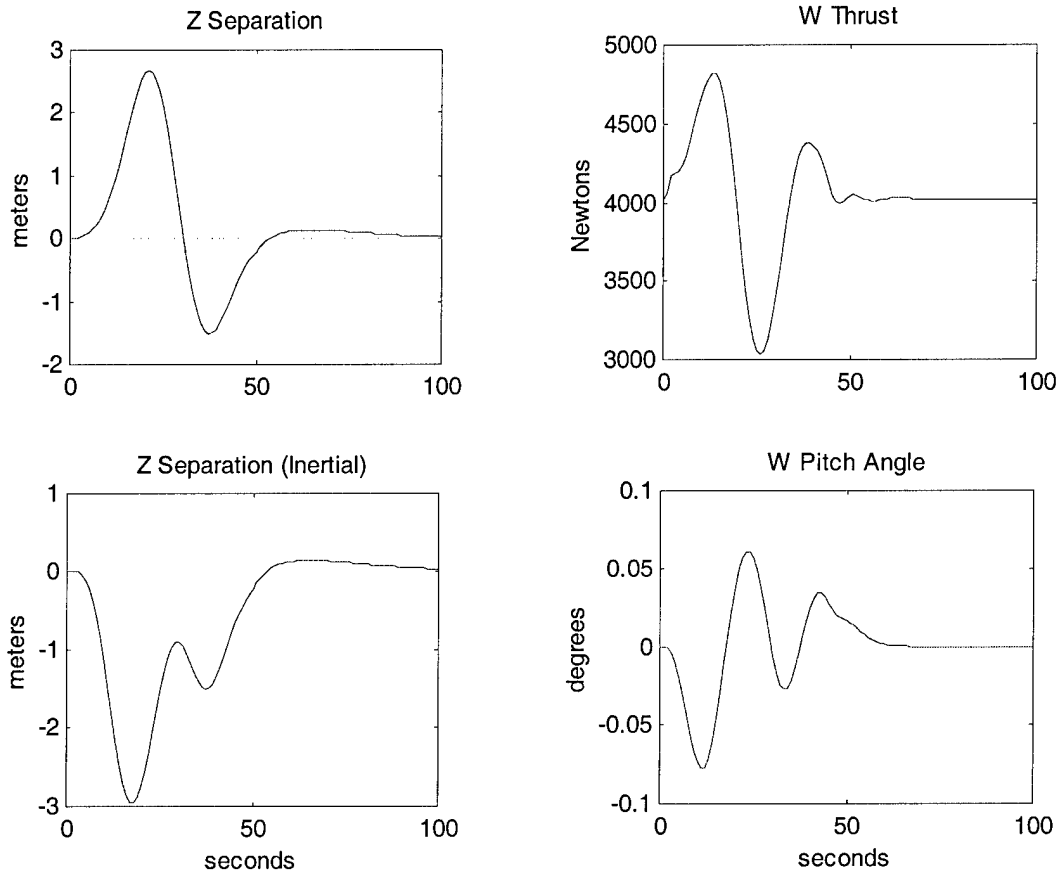 Z Separation
3
2
1
0
-1
-2
meters
0 50 100
W Thrust
5000
4500
4000
3500
3000
Newtons
0 50 100
Z Separation (Inertial)
1
0
-1
-2
-3
meters
0 50 100
seconds
W Pitch Angle
0.1
0.05
0
-0.05
-0.1
degrees
0 50 100
seconds